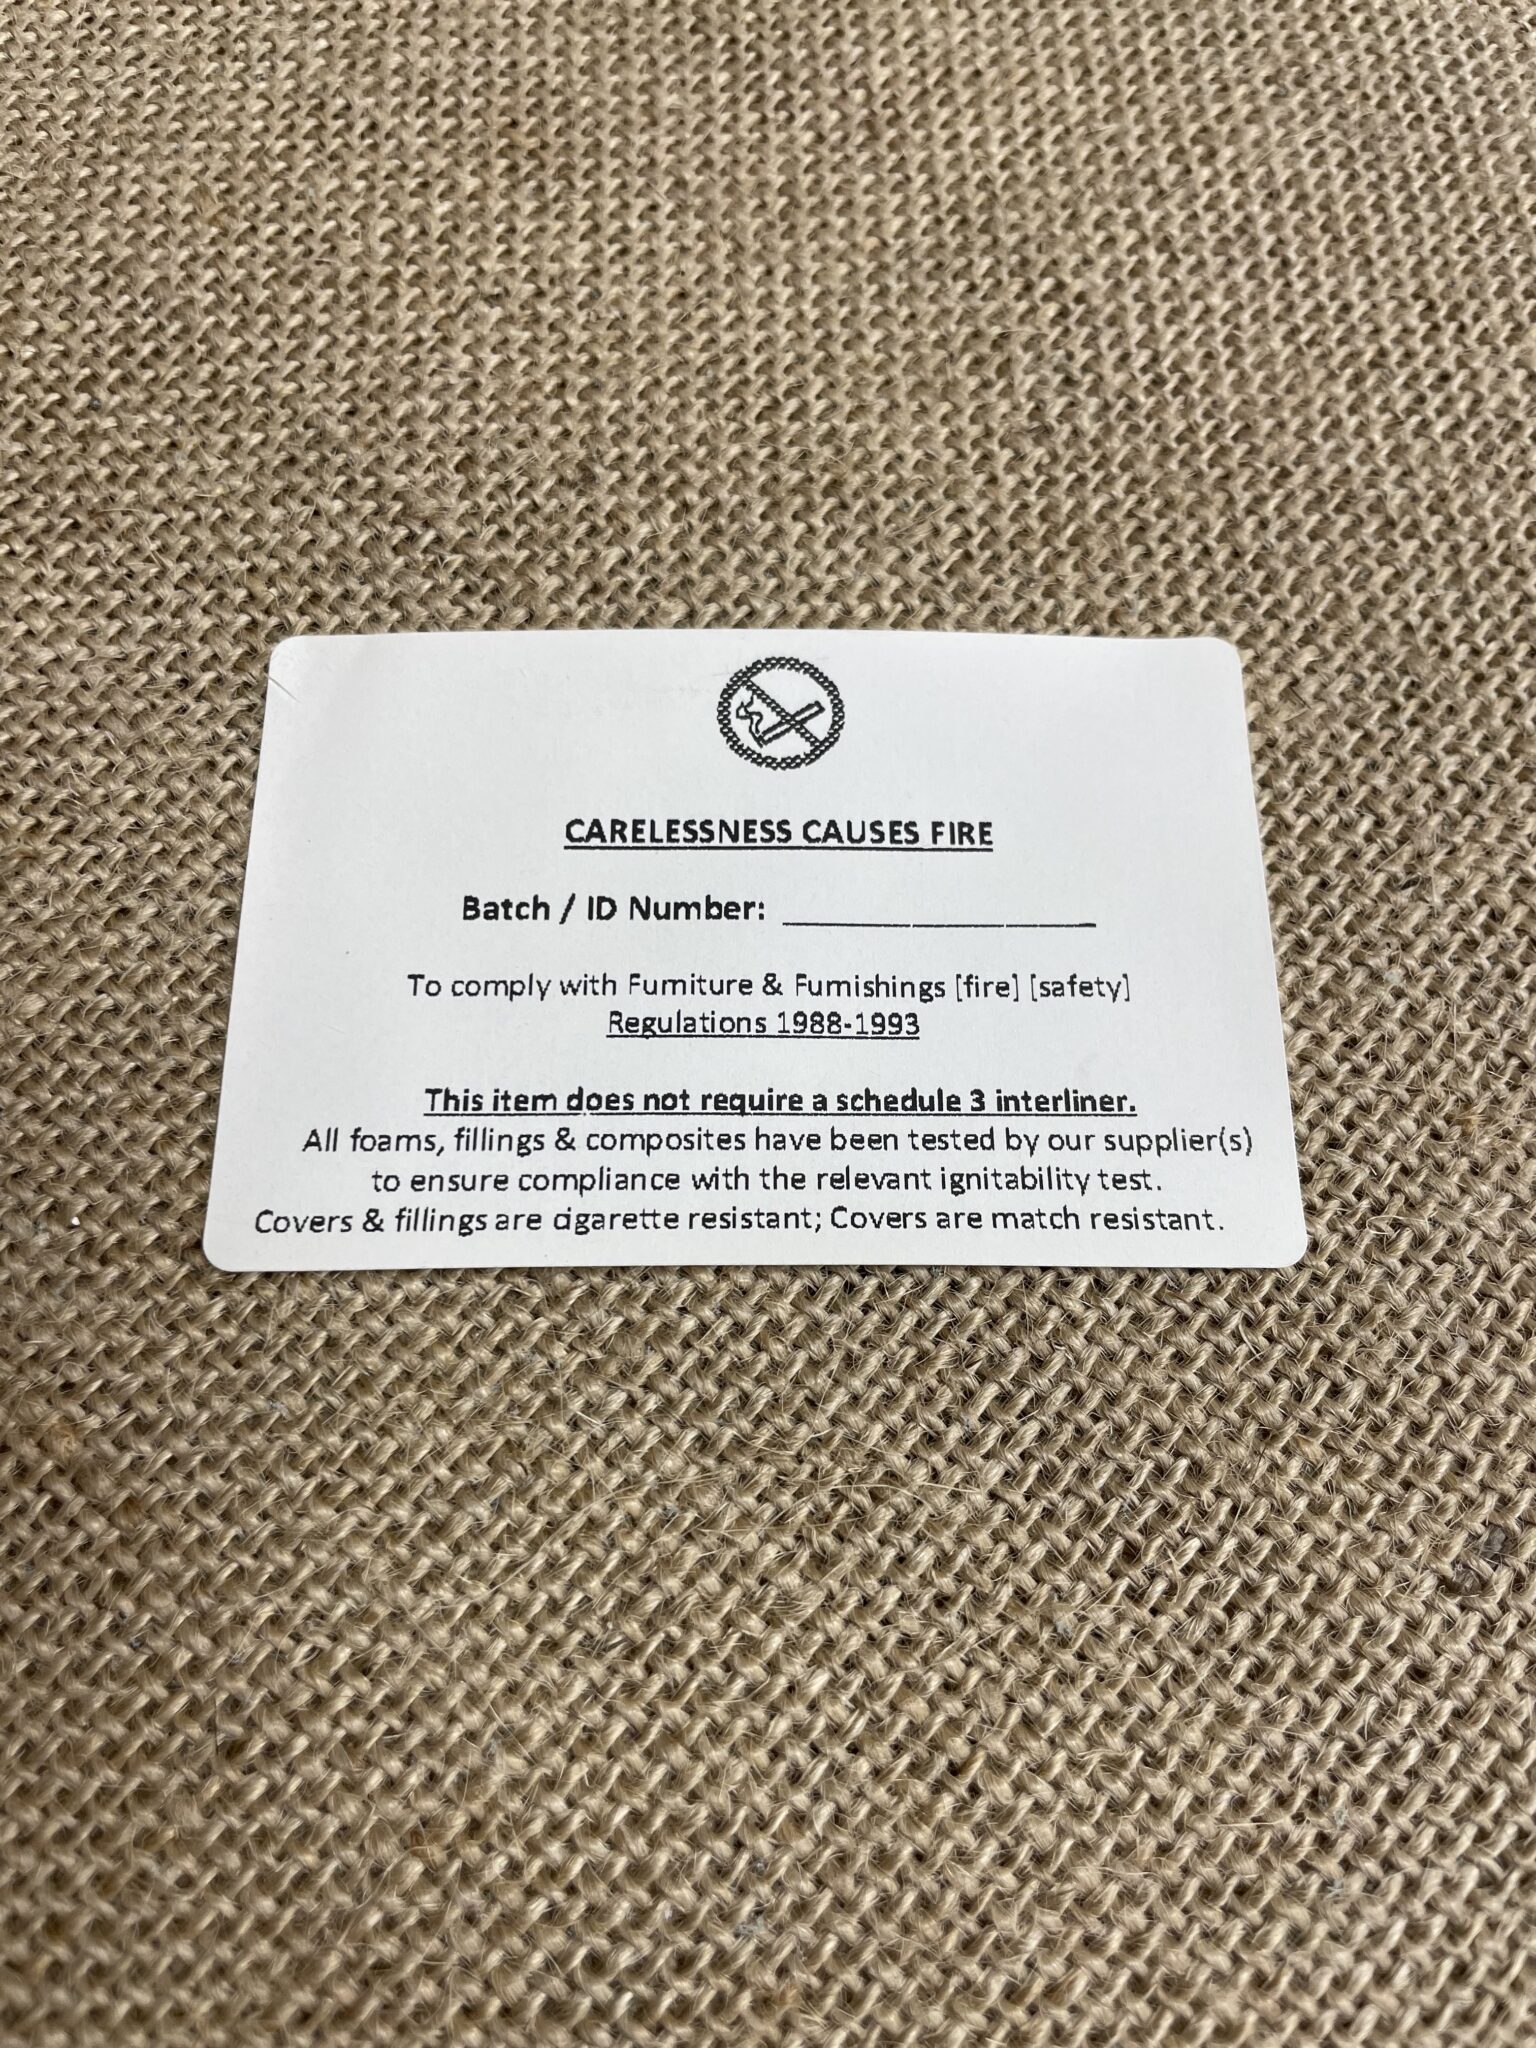 CARELESSNESS CAUSES FIRE
Batch / ID Number: ____________________
To comply with Furniture & Furnishings [fire] [safety]
Regulations 1988-1993
This item does not require a schedule 3 interliner.
All foams, fillings & composites have been tested by our supplier(s)
to ensure compliance with the relevant ignitability test.
Covers & fillings are cigarette resistant; Covers are match resistant.